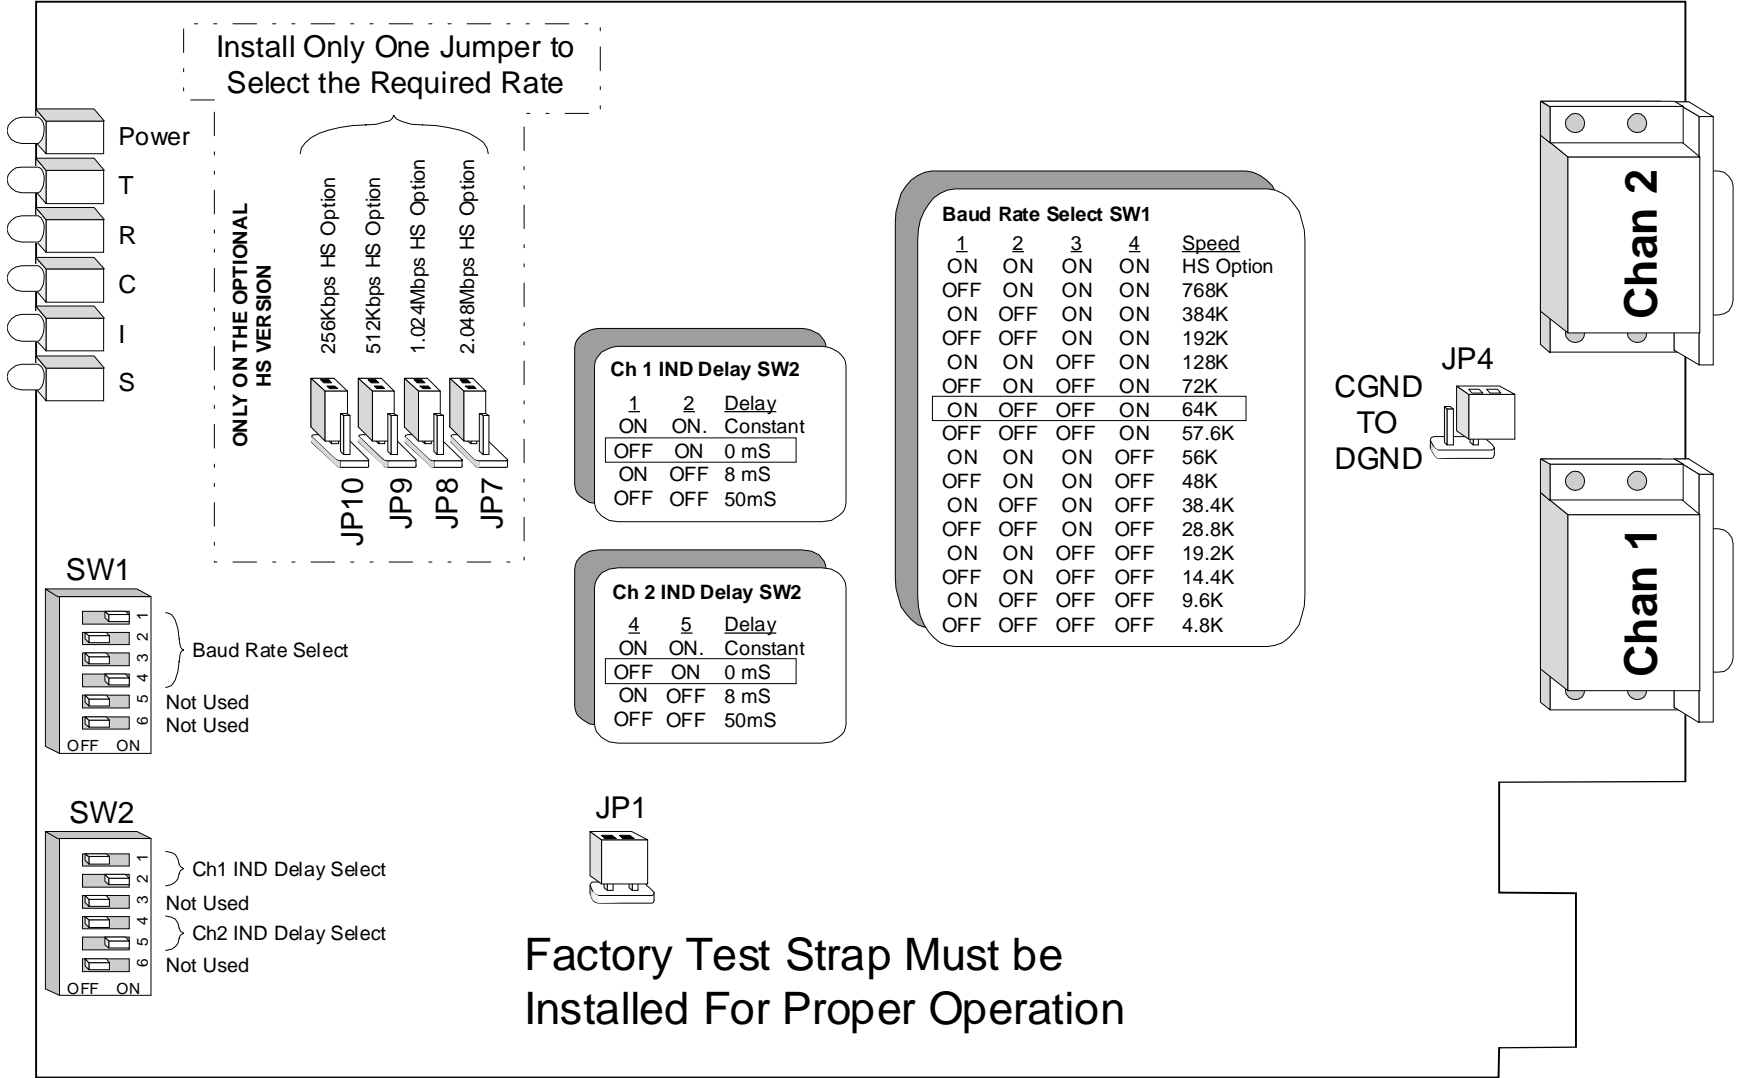 Install Only One Jumper to
Select the Required Rate
Power
T
R
C
I
S
ONLY ON THE OPTIONAL
HS VERSION
256Kbps HS Option
512Kbps HS Option
1.024Mbps HS Option
2.048Mbps HS Option
JP10
JP9
JP8
JP7
Ch 1 IND Delay SW2
1 2 Delay
ON ON. Constant
OFF ON 0 mS
ON OFF 8 mS
OFF OFF 50mS
Ch 2 IND Delay SW2
4 5 Delay
ON ON. Constant
OFF ON 0 mS
ON OFF 8 mS
OFF OFF 50mS
Baud Rate Select SW1
1 2 3 4 Speed
ON ON ON ON HS Option
OFF ON ON ON 768K
ON OFF ON ON 384K
OFF OFF ON ON 192K
ON ON OFF ON 128K
OFF ON OFF ON 72K
ON OFF OFF ON 64K
OFF OFF OFF ON 57.6K
ON ON ON OFF 56K
OFF ON ON OFF 48K
ON OFF ON OFF 38.4K
OFF OFF ON OFF 28.8K
ON ON OFF OFF 19.2K
OFF ON OFF OFF 14.4K
ON OFF OFF OFF 9.6K
OFF OFF OFF OFF 4.8K
JP4
CGND
TO
DGND
Chan 2
Chan 1
SW1
1
2
3
4
5
6
OFF ON
Baud Rate Select
Not Used
Not Used
SW2
1
2
3
4
5
6
OFF ON
Ch1 IND Delay Select
Not Used
Ch2 IND Delay Select
Not Used
JP1
Factory Test Strap Must be
Installed For Proper Operation